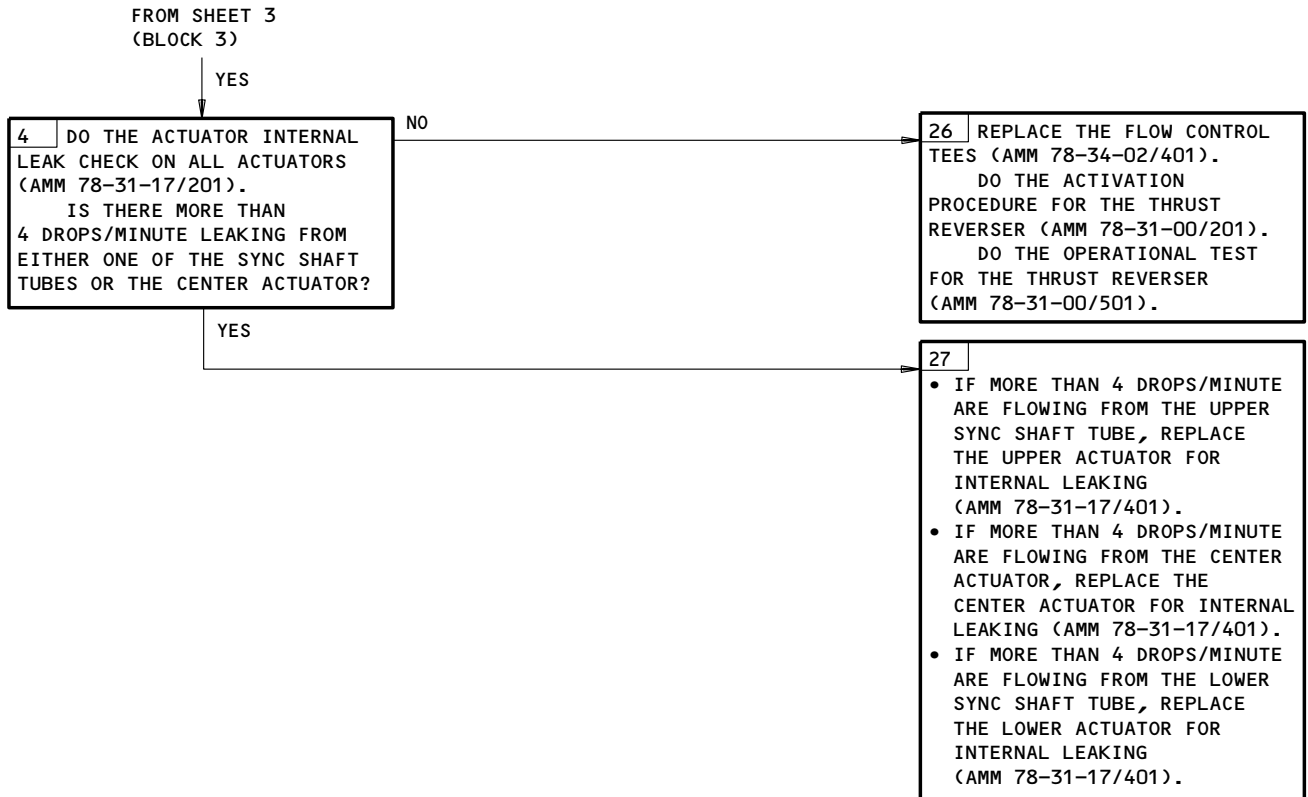 FROM SHEET 3
(BLOCK 3)
YES
4 DO THE ACTUATOR INTERNAL
LEAK CHECK ON ALL ACTUATORS
(AMM 78-31-17/201).
IS THERE MORE THAN
4 DROPS/MINUTE LEAKING FROM
EITHER ONE OF THE SYNC SHAFT
TUBES OR THE CENTER ACTUATOR?
NO
YES
26 REPLACE THE FLOW CONTROL
TEES (AMM 78-34-02/401).
DO THE ACTIVATION
PROCEDURE FOR THE THRUST
REVERSER (AMM 78-31-00/201).
DO THE OPERATIONAL TEST
FOR THE THRUST REVERSER
(AMM 78-31-00/501).
27
• IF MORE THAN 4 DROPS/MINUTE
ARE FLOWING FROM THE UPPER
SYNC SHAFT TUBE, REPLACE
THE UPPER ACTUATOR FOR
INTERNAL LEAKING
(AMM 78-31-17/401).
• IF MORE THAN 4 DROPS/MINUTE
ARE FLOWING FROM THE CENTER
ACTUATOR, REPLACE THE
CENTER ACTUATOR FOR INTERNAL
LEAKING (AMM 78-31-17/401).
• IF MORE THAN 4 DROPS/MINUTE
ARE FLOWING FROM THE LOWER
SYNC SHAFT TUBE, REPLACE
THE LOWER ACTUATOR FOR
INTERNAL LEAKING
(AMM 78-31-17/401).